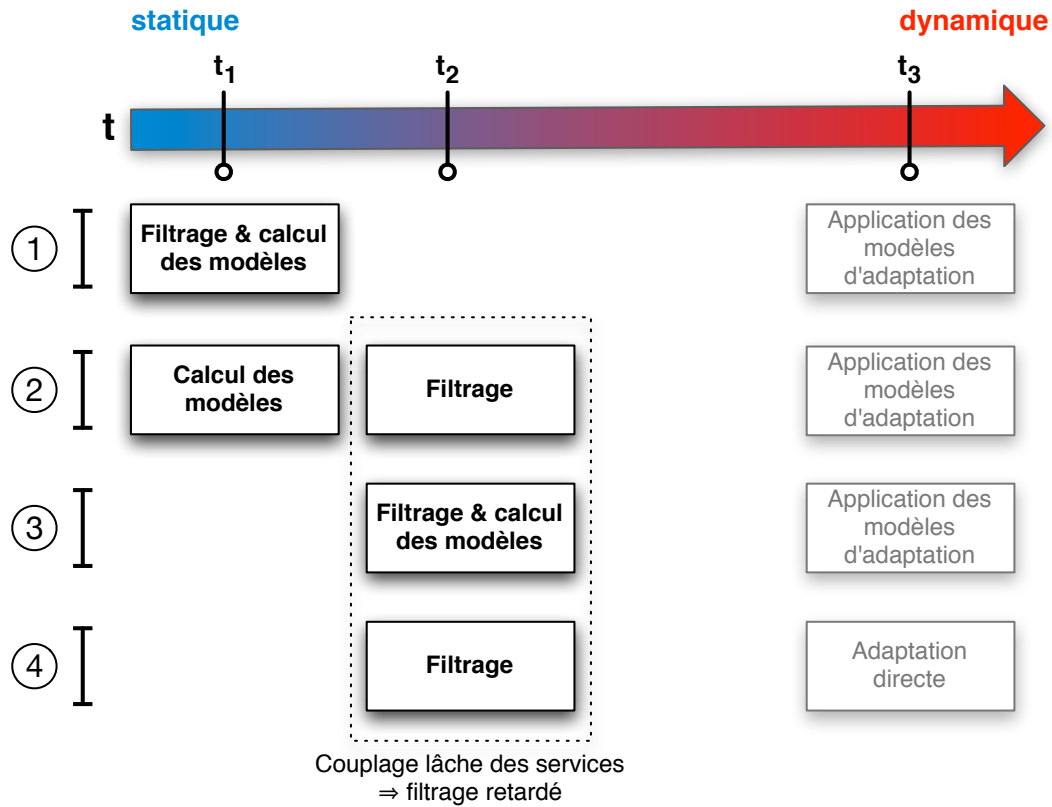 statique
dynamique
t1
t2
t3
t
1
Filtrage & calcul
des modèles
Application des
modèles
d'adaptation
2
Calcul des
modèles
Filtrage
Application des
modèles
d'adaptation
3
Filtrage & calcul
des modèles
Application des
modèles
d'adaptation
4
Filtrage
Adaptation
directe
Couplage lâche des services
⇒ filtrage retardé